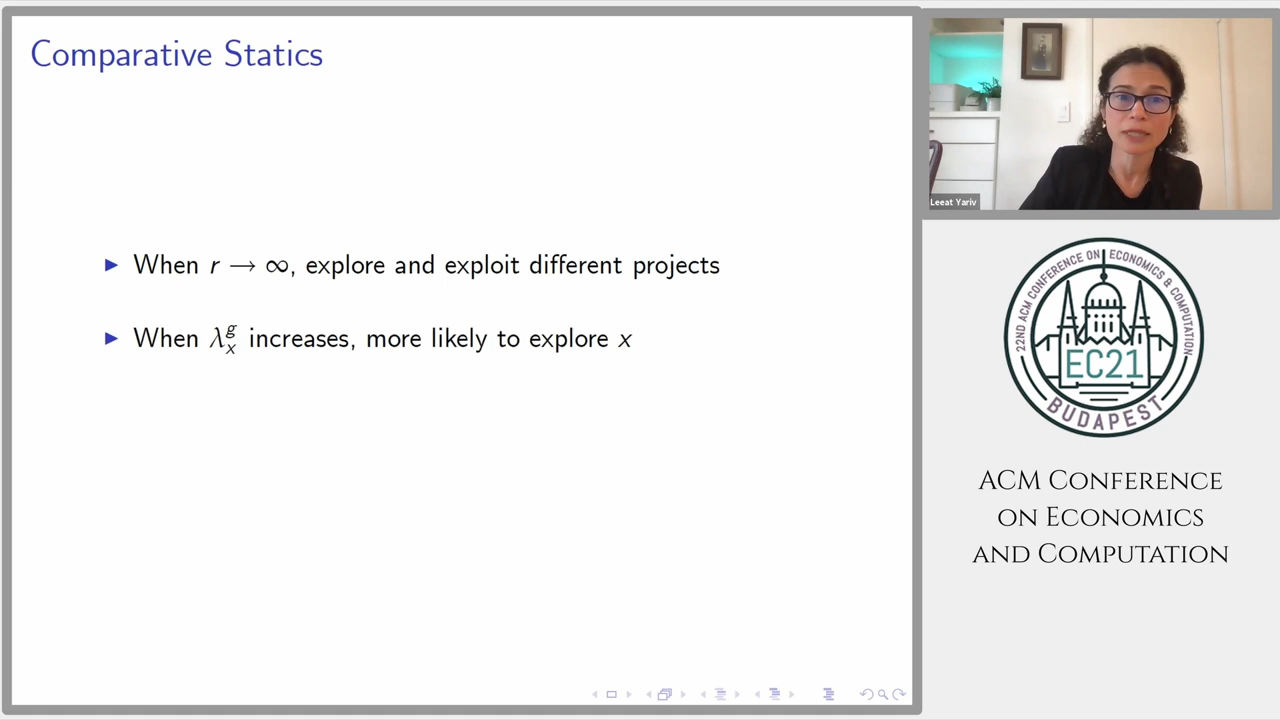 Comparative Statics
▶ When r → ∞, explore and exploit different projects
▶ When λ_x^g increases, more likely to explore x
Leeat Yariv
22ND ACM CONFERENCE ON ECONOMICS & COMPUTATION
EC21
BUDAPEST
ACM CONFERENCE
ON ECONOMICS
AND COMPUTATION